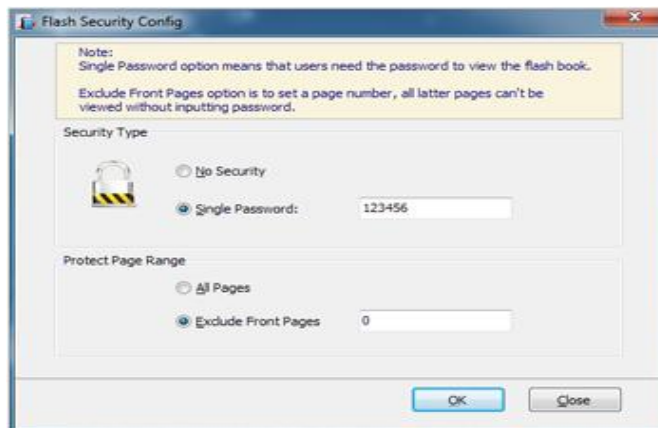 Flash Security Config
Note:
Single Password option means that users need the password to view the flash book.
Exclude Front Pages option is to set a page number, all latter pages can't be
viewed without inputting password.
Security Type
No Security
Single Password: 123456
Protect Page Range
All Pages
Exclude Front Pages 0
OK Close